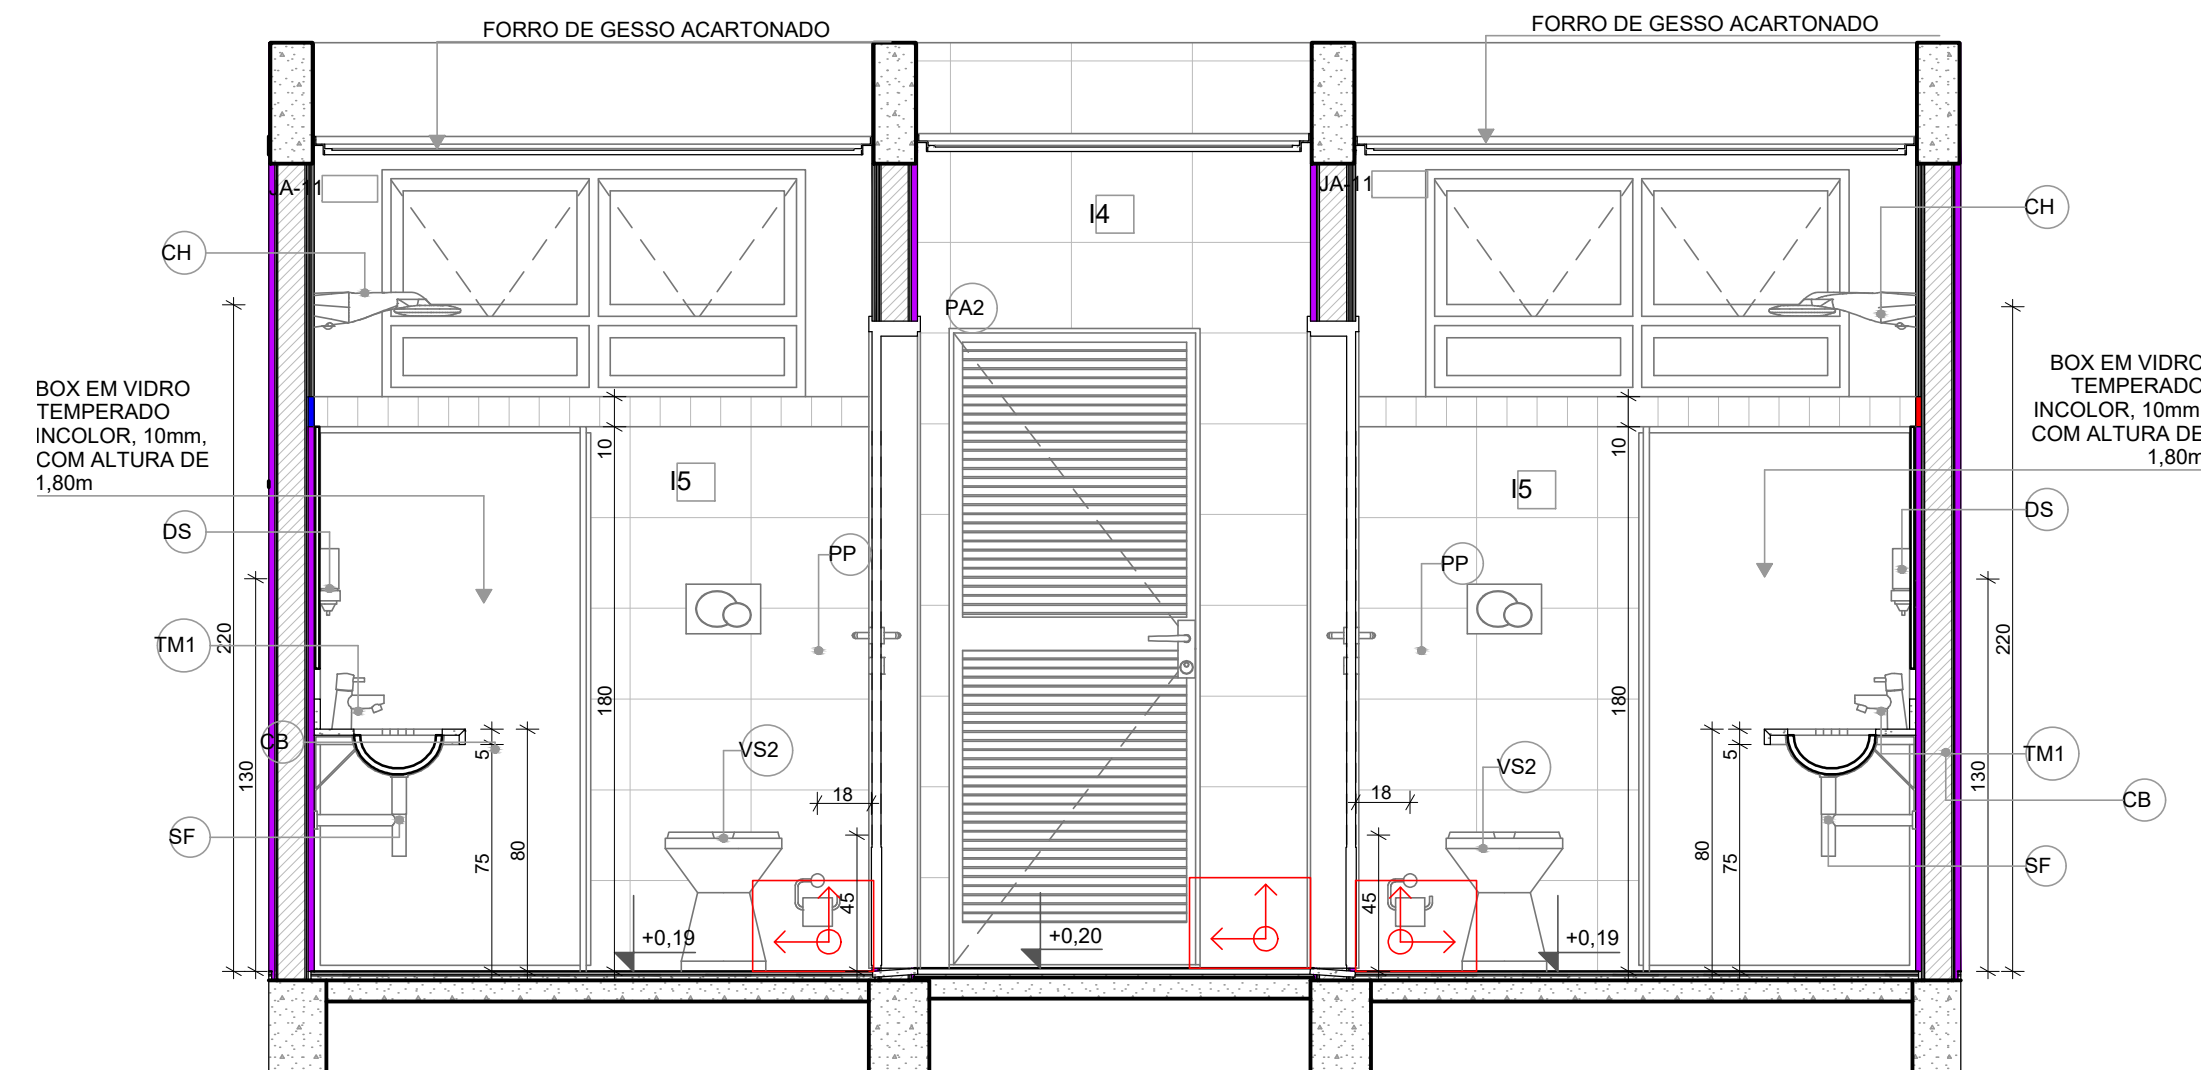 FORRO DE GESSO ACARTONADO
FORRO DE GESSO ACARTONADO
JA-11
JA-11
I4
CH
CH
PA2
BOX EM VIDRO
TEMPERADO
INCOLOR, 10mm,
COM ALTURA DE
1,80m
BOX EM VIDRO
TEMPERADO
INCOLOR, 10mm
COM ALTURA DE
1,80m
10
10
I5
I5
DS
DS
PP
PP
TM1
220
220
180
180
CB
5
5
130
130
VS2
VS2
TM1
CB
18
18
SF
SF
75
80
80
75
45
45
+0,19
+0,20
+0,19